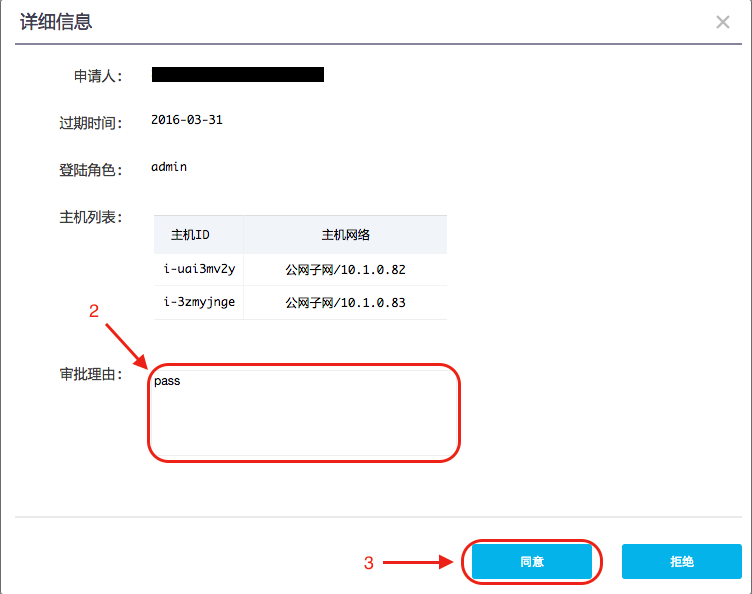 详细信息 ×
申请人：
过期时间： 2016-03-31
登陆角色： admin
主机列表：
主机ID 主机网络
i-uai3mv2y 公网子网/10.1.0.82
i-3zmyjnge 公网子网/10.1.0.83
2
审批理由： pass
3 同意 拒绝